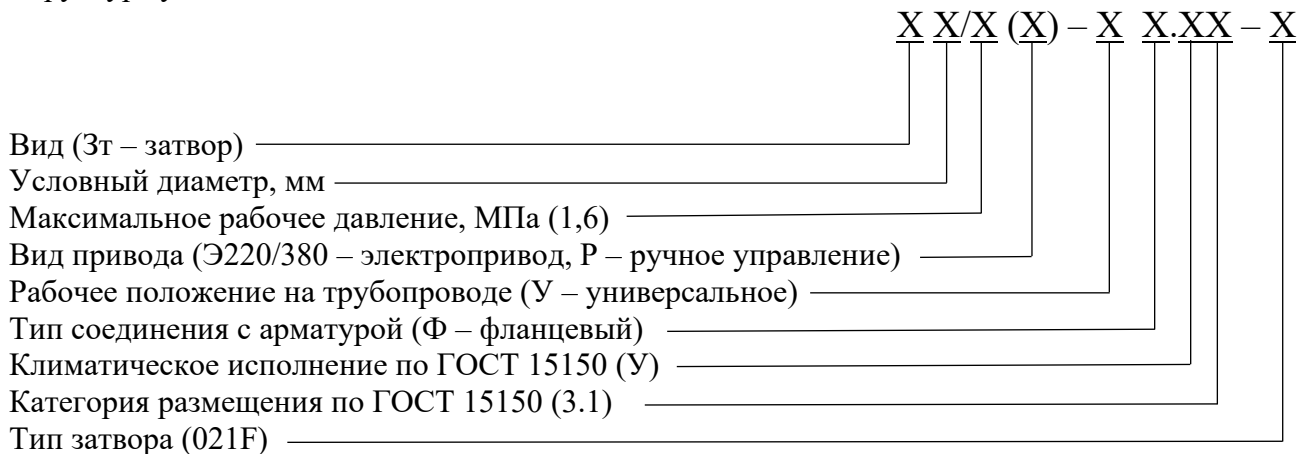 Х Х/Х (Х) – Х Х.ХХ – Х
Вид (Зт – затвор)
Условный диаметр, мм
Максимальное рабочее давление, МПа (1,6)
Вид привода (Э220/380 – электропривод, Р – ручное управление)
Рабочее положение на трубопроводе (У – универсальное)
Тип соединения с арматурой (Ф – фланцевый)
Климатическое исполнение по ГОСТ 15150 (У)
Категория размещения по ГОСТ 15150 (3.1)
Тип затвора (021F)